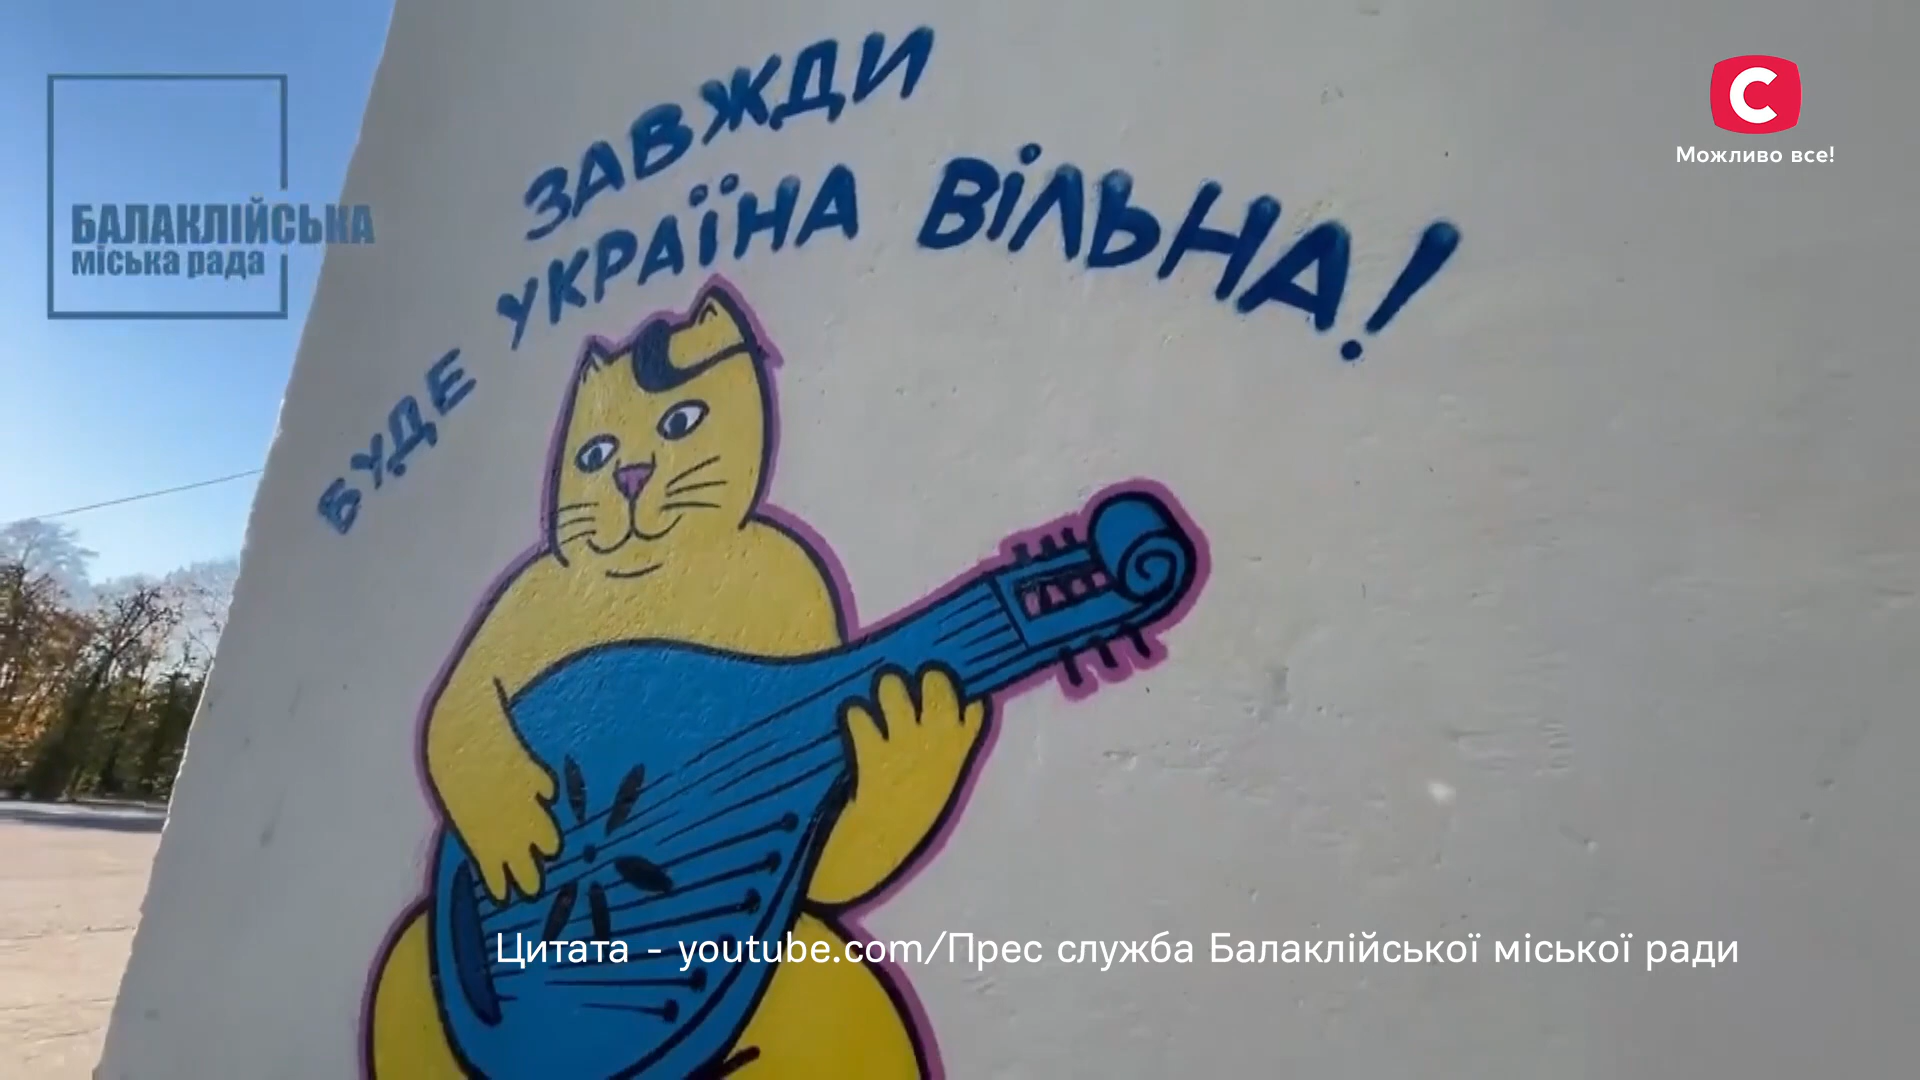 БАЛАКЛІЙСЬКА
міська рада
ЗАВЖДИ
БУДЕ УКРАЇНА ВІЛЬНА!
C
Можливо все!
Цитата - youtube.com/Прес служба Балаклійської міської ради